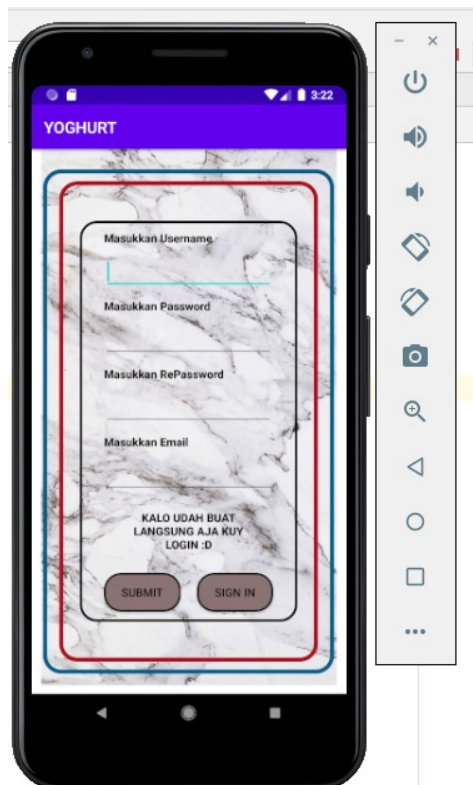 3:22
YOGHURT
Masukkan Username
Masukkan Password
Masukkan RePassword
Masukkan Email
KALO UDAH BUAT
LANGSUNG AJA KUY
LOGIN :D
SUBMIT
SIGN IN